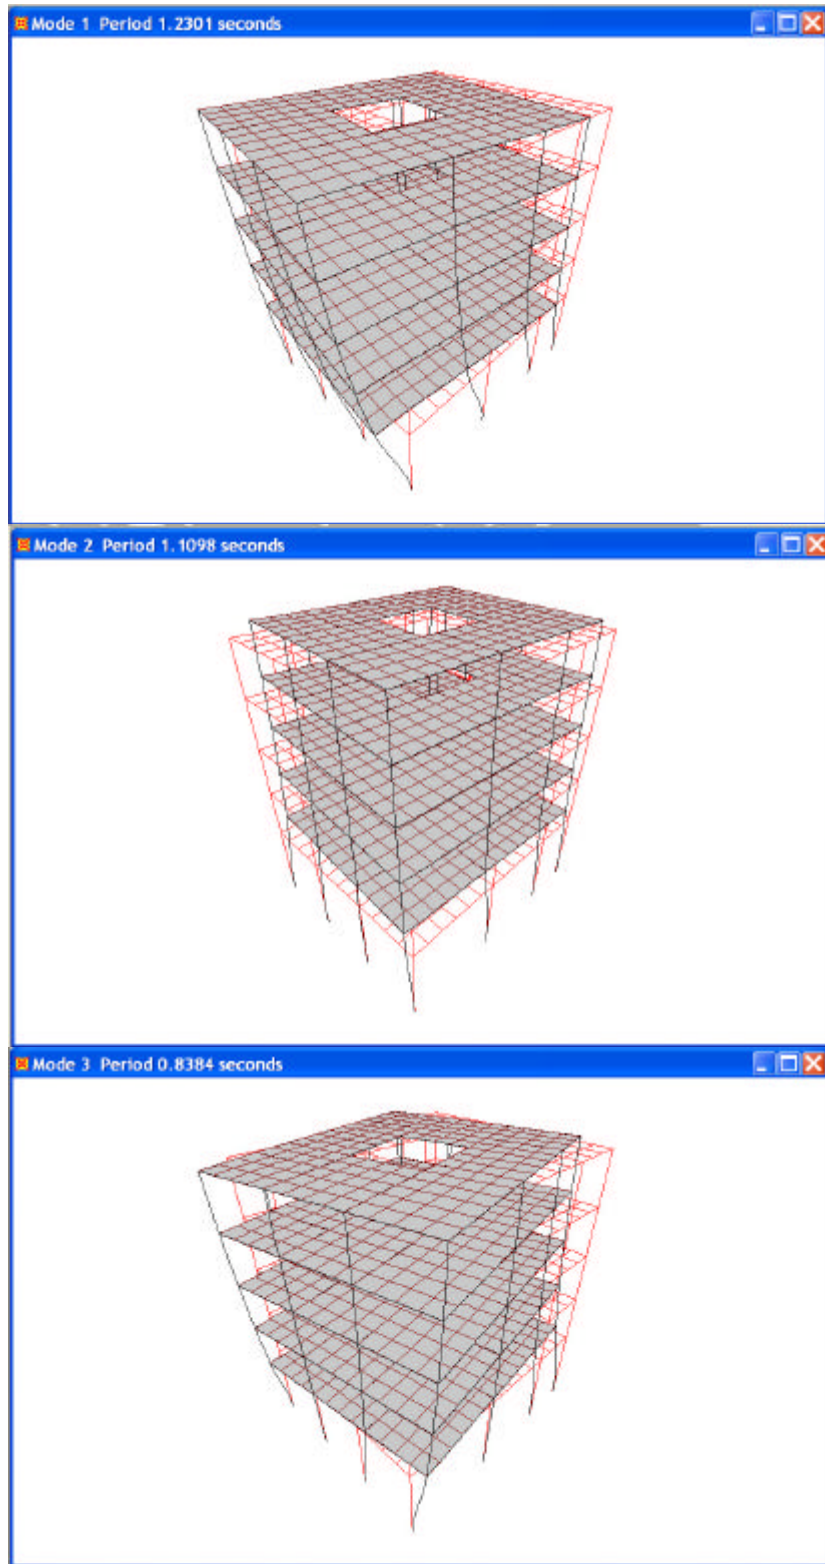 Mode 1 Period 1.2301 seconds
Mode 2 Period 1.1098 seconds
Mode 3 Period 0.8384 seconds